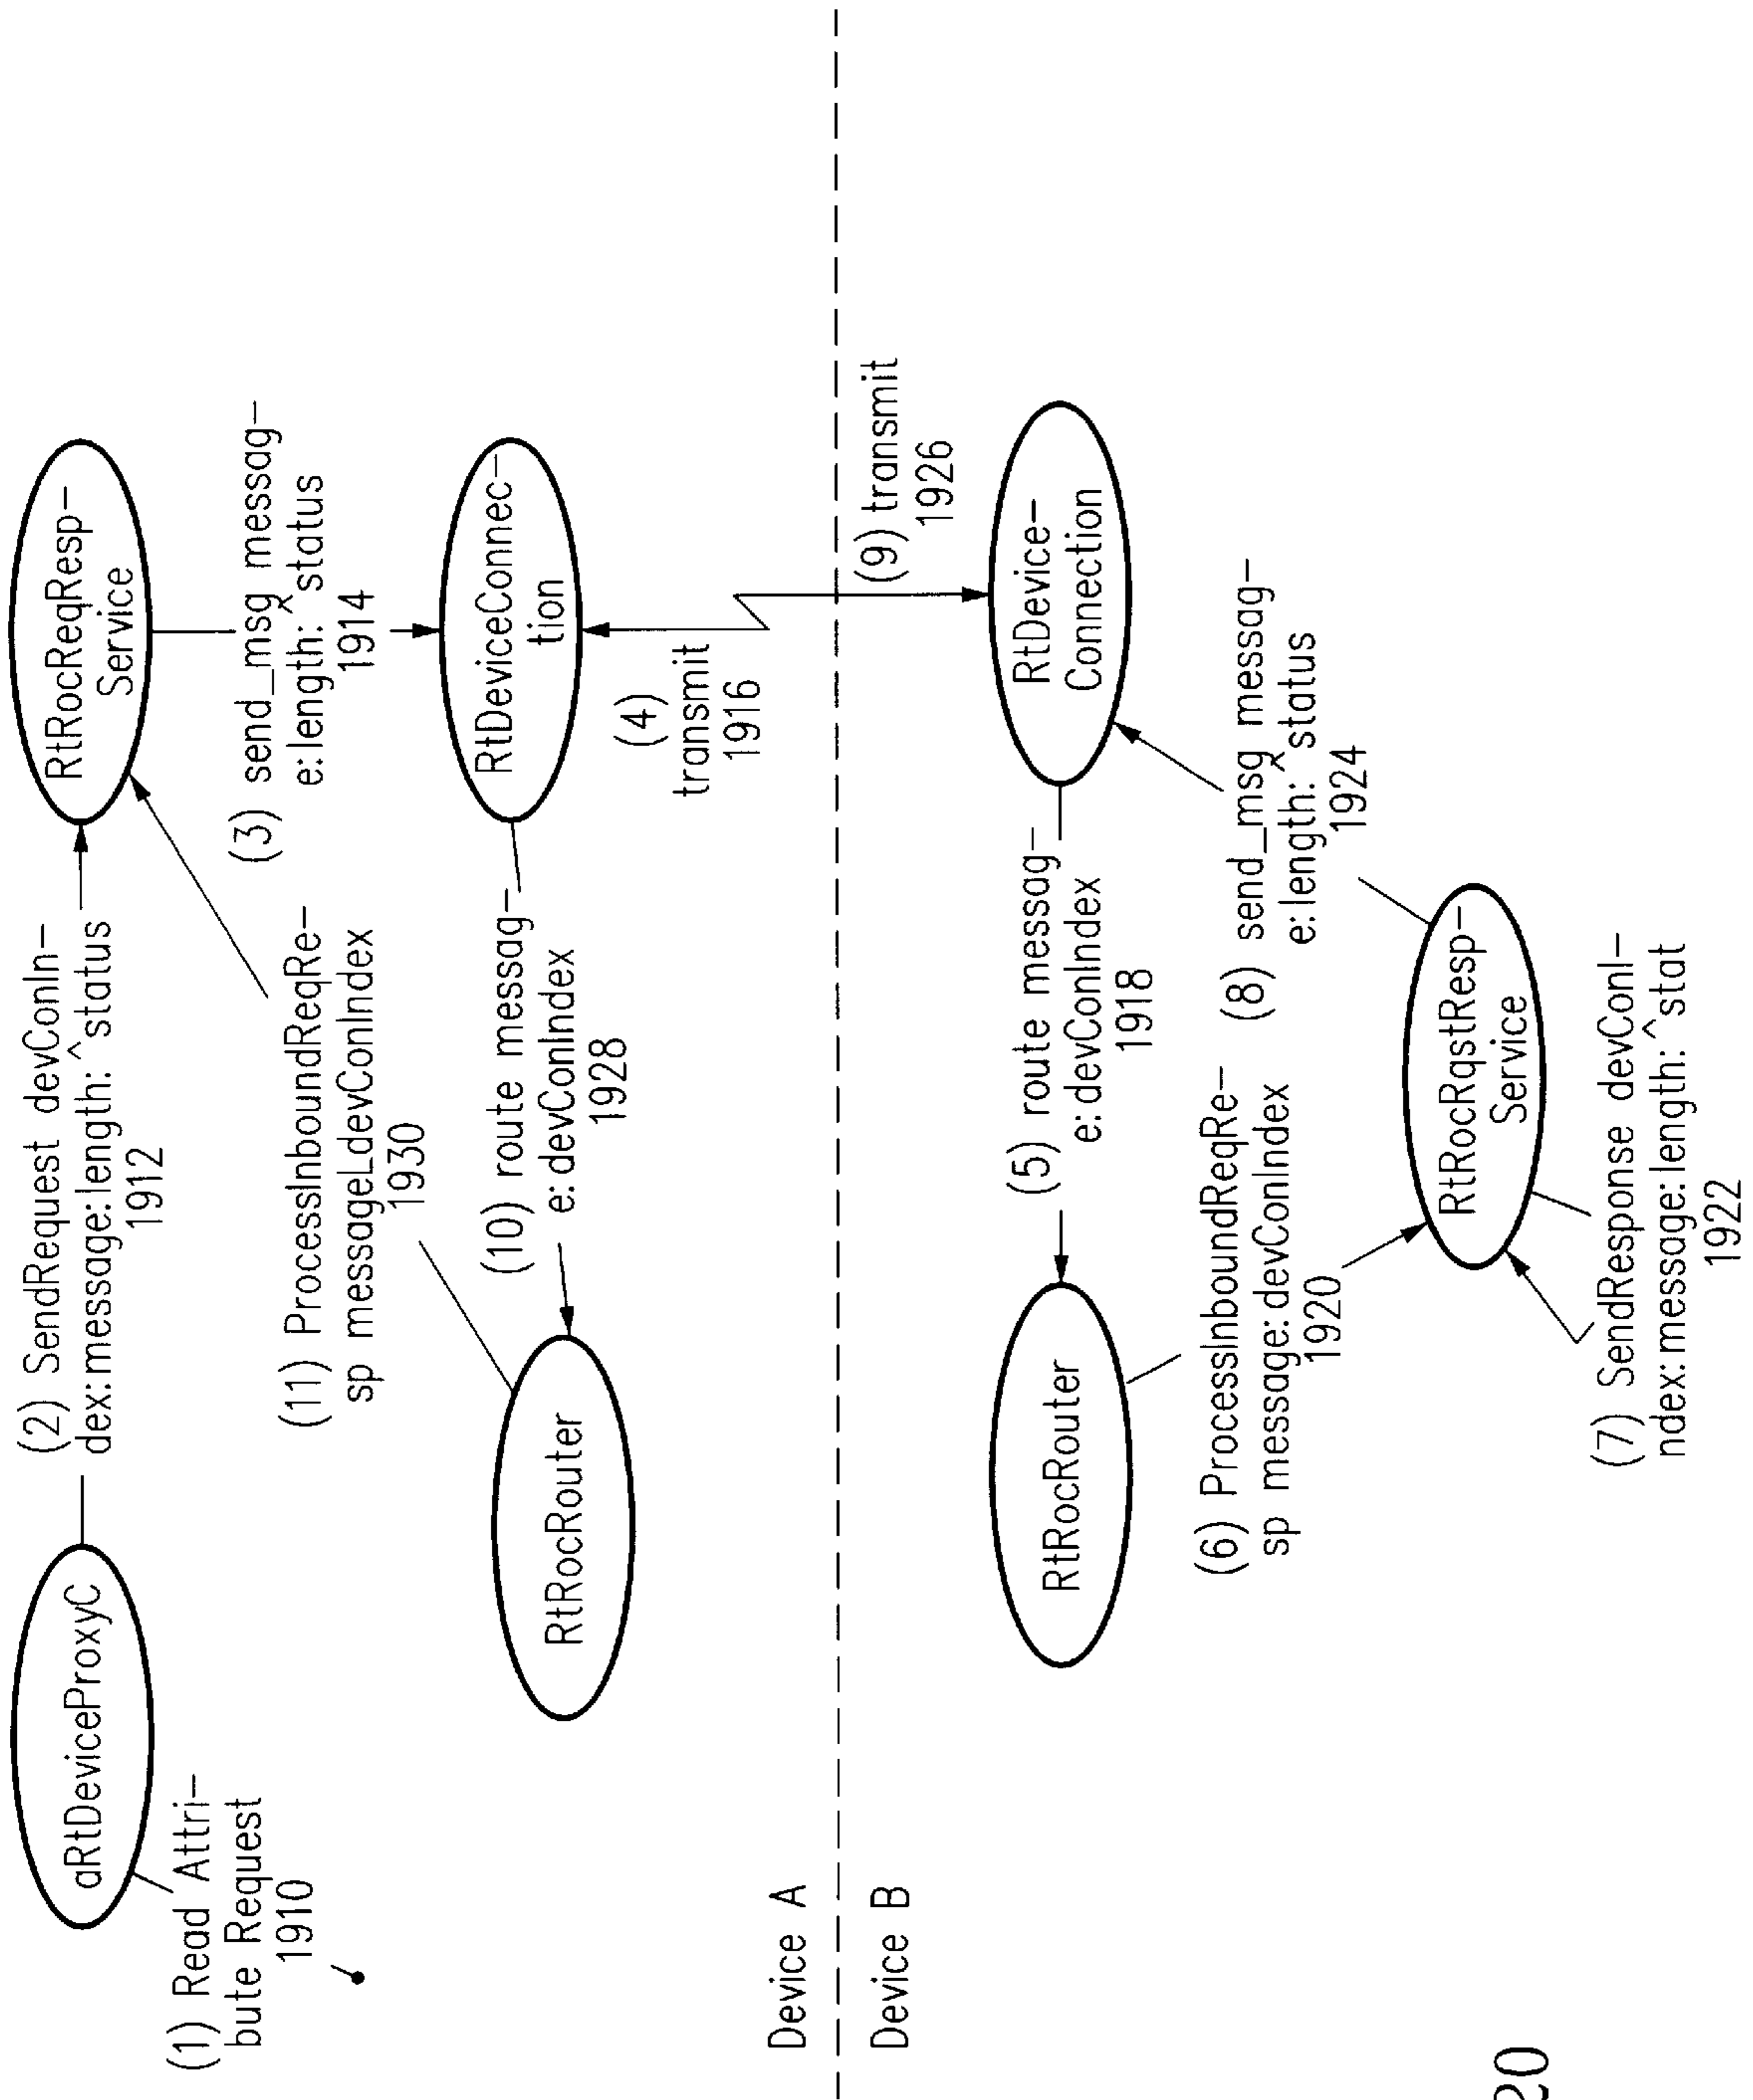 aRtDeviceProxyC
(1) Read Attri-
bute Request
1910
(2) SendRequest devConIn-
dex:message:length:^status
1912
RtRocReqResp-
Service
(3) send_msg messag-
e:length:^status
1914
(11) ProcessInboundReqRe-
sp messageLdevConIndex
1930
RtDeviceConnec-
tion
(10) route messag-
e:devConIndex
1928
RtRocRouter
(4)
transmit
1916
Device A
Device B
(9) transmit
1926
RtDevice-
Connection
(5) route messag-
e:devConIndex
1918
RtRocRouter
(6) ProcessInboundReqRe-
sp message:devConIndex
1920
(8) send_msg messag-
e:length:^status
1924
RtRocRqstResp-
Service
(7) SendResponse devConI-
ndex:message:length:^stat
1922
20